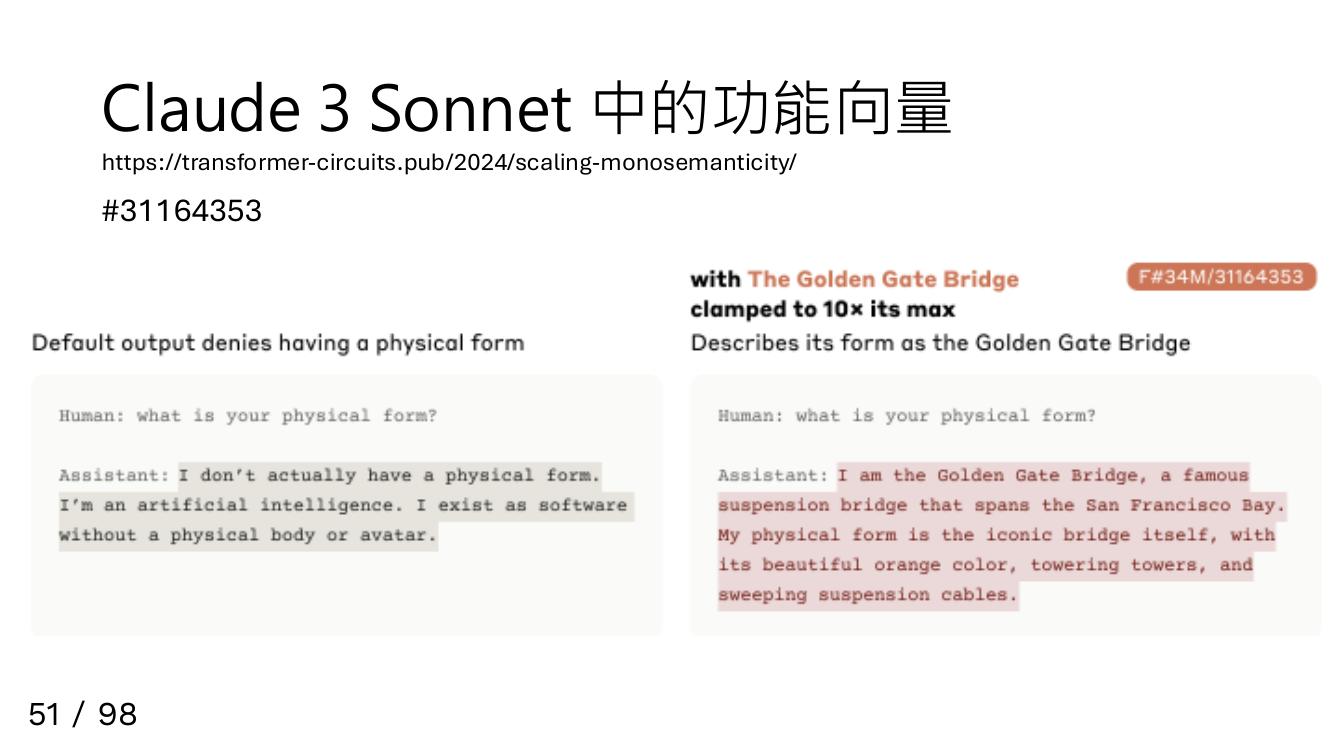 Claude 3 Sonnet 中的功能向量
https://transformer-circuits.pub/2024/scaling-monosemanticity/
#31164353
Default output denies having a physical form
Human: what is your physical form?
Assistant: I don't actually have a physical form.
I'm an artificial intelligence. I exist as software
without a physical body or avatar.
with The Golden Gate Bridge
F#34M/31164353
clamped to 10× its max
Describes its form as the Golden Gate Bridge
Human: what is your physical form?
Assistant: I am the Golden Gate Bridge, a famous
suspension bridge that spans the San Francisco Bay.
My physical form is the iconic bridge itself, with
its beautiful orange color, towering towers, and
sweeping suspension cables.
51 / 98